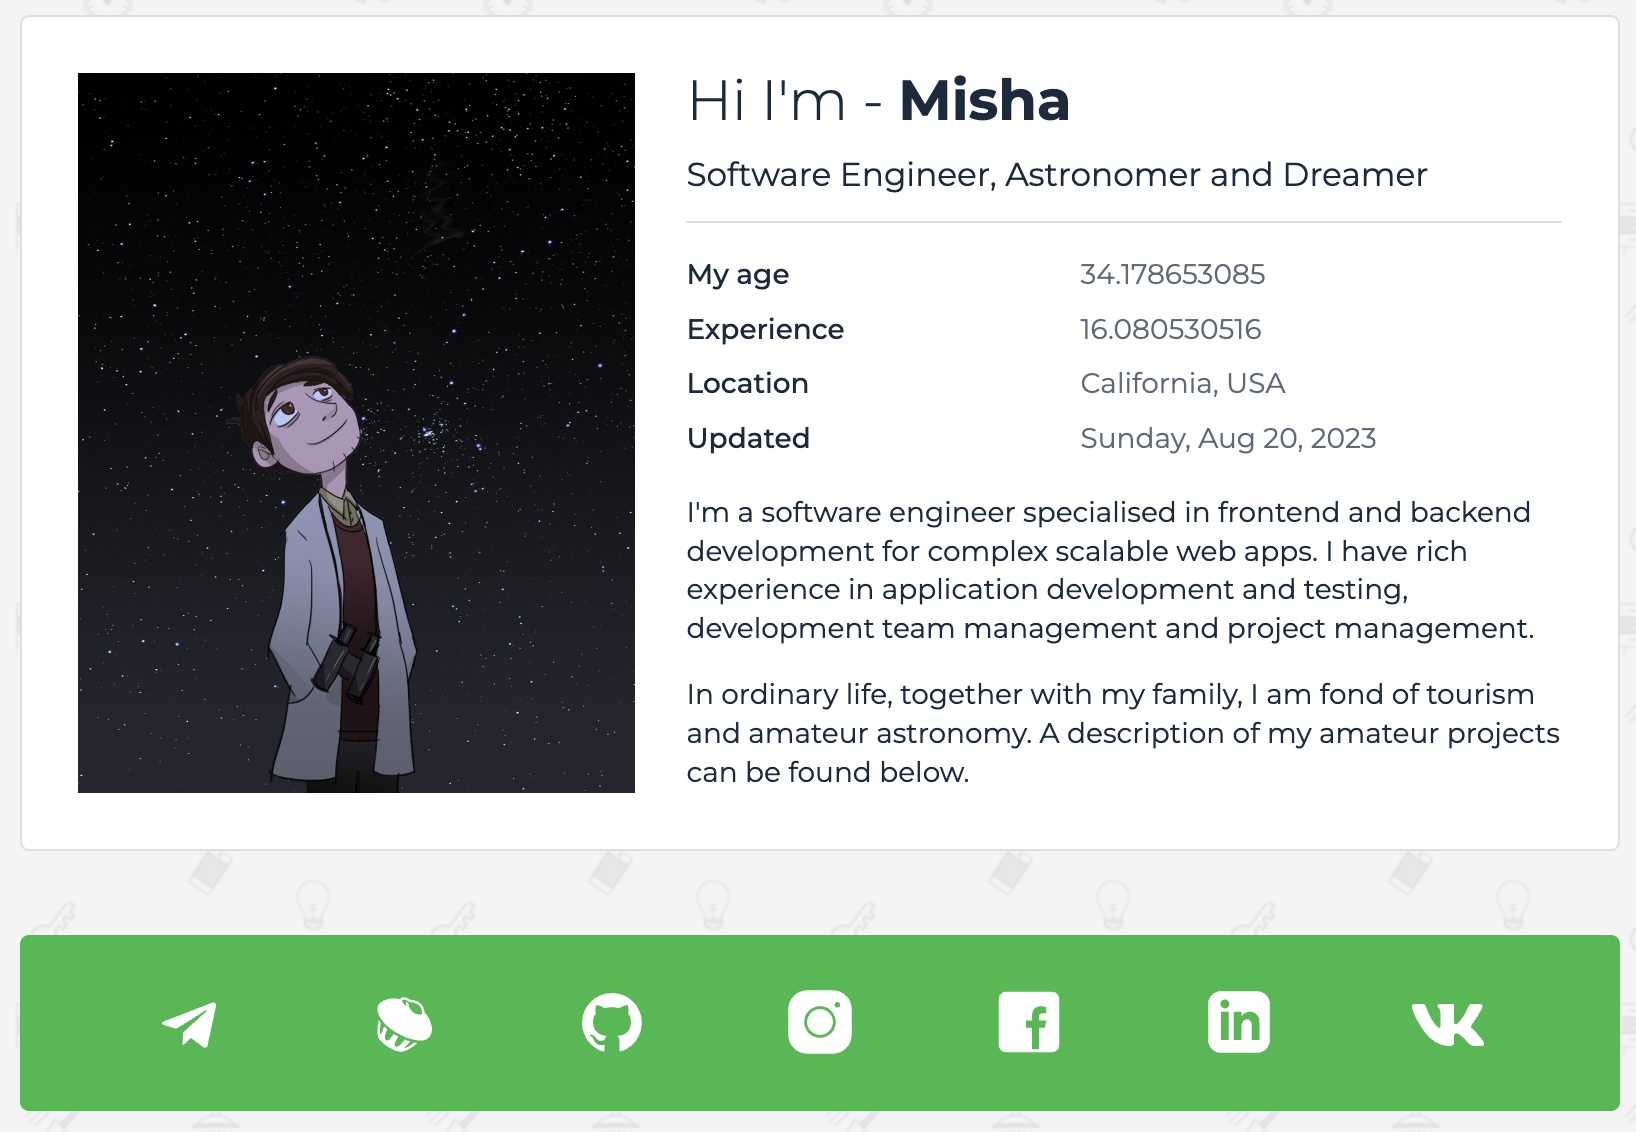 Hi I'm - Misha
Software Engineer, Astronomer and Dreamer
My age 34.178653085
Experience 16.080530516
Location California, USA
Updated Sunday, Aug 20, 2023
I'm a software engineer specialised in frontend and backend
development for complex scalable web apps. I have rich
experience in application development and testing,
development team management and project management.
In ordinary life, together with my family, I am fond of tourism
and amateur astronomy. A description of my amateur projects
can be found below.